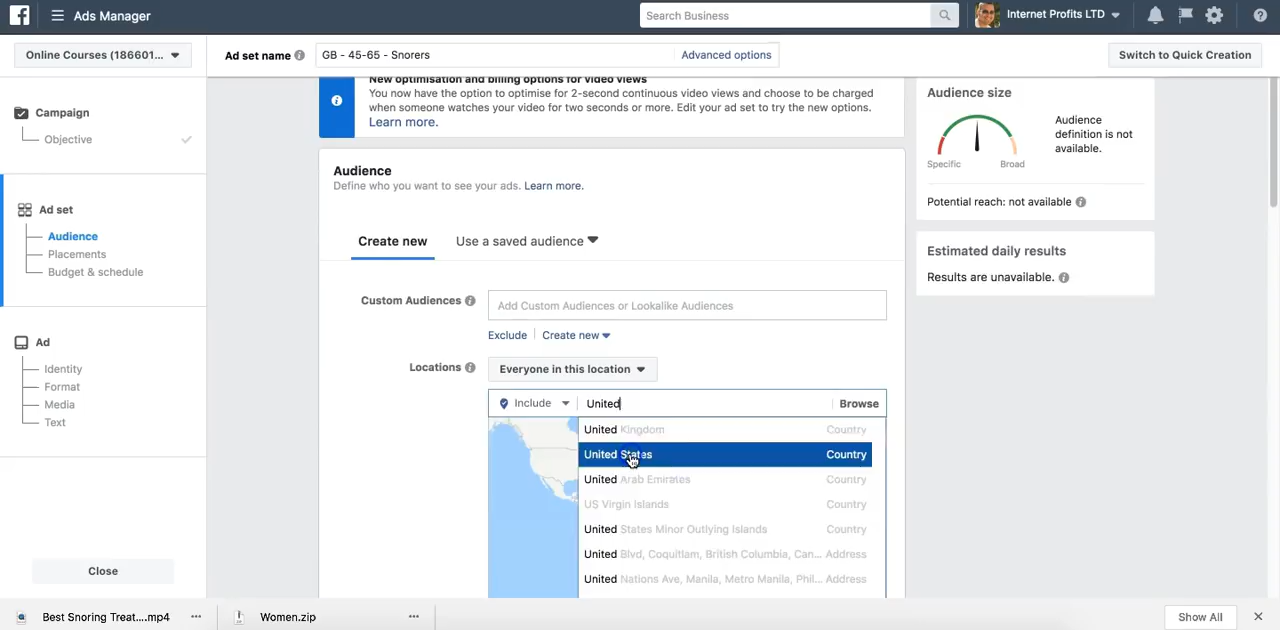 Ads Manager
Search Business
Internet Profits LTD
Online Courses (186601...
Ad set name
GB - 45-65 - Snorers
Advanced options
Switch to Quick Creation
New optimisation and billing options for video views
You now have the option to optimise for 2-second continuous video views and choose to be charged
when someone watches your video for two seconds or more. Edit your ad set to try the new options.
Learn more.
Campaign
Objective
Ad set
Audience
Placements
Budget & schedule
Ad
Identity
Format
Media
Text
Close
Audience
Define who you want to see your ads. Learn more.
Create new
Use a saved audience
Custom Audiences
Add Custom Audiences or Lookalike Audiences
Exclude
Create new
Locations
Everyone in this location
Include
United
Browse
United Kingdom Country
United States Country
United Arab Emirates Country
US Virgin Islands Country
United States Minor Outlying Islands Country
United Blvd, Coquitlam, British Columbia, Can... Address
United Nations Ave, Manila, Metro Manila, Phil... Address
Audience size
Audience
definition is not
available.
Specific
Broad
Potential reach: not available
Estimated daily results
Results are unavailable.
Best Snoring Treat....mp4
Women.zip
Show All